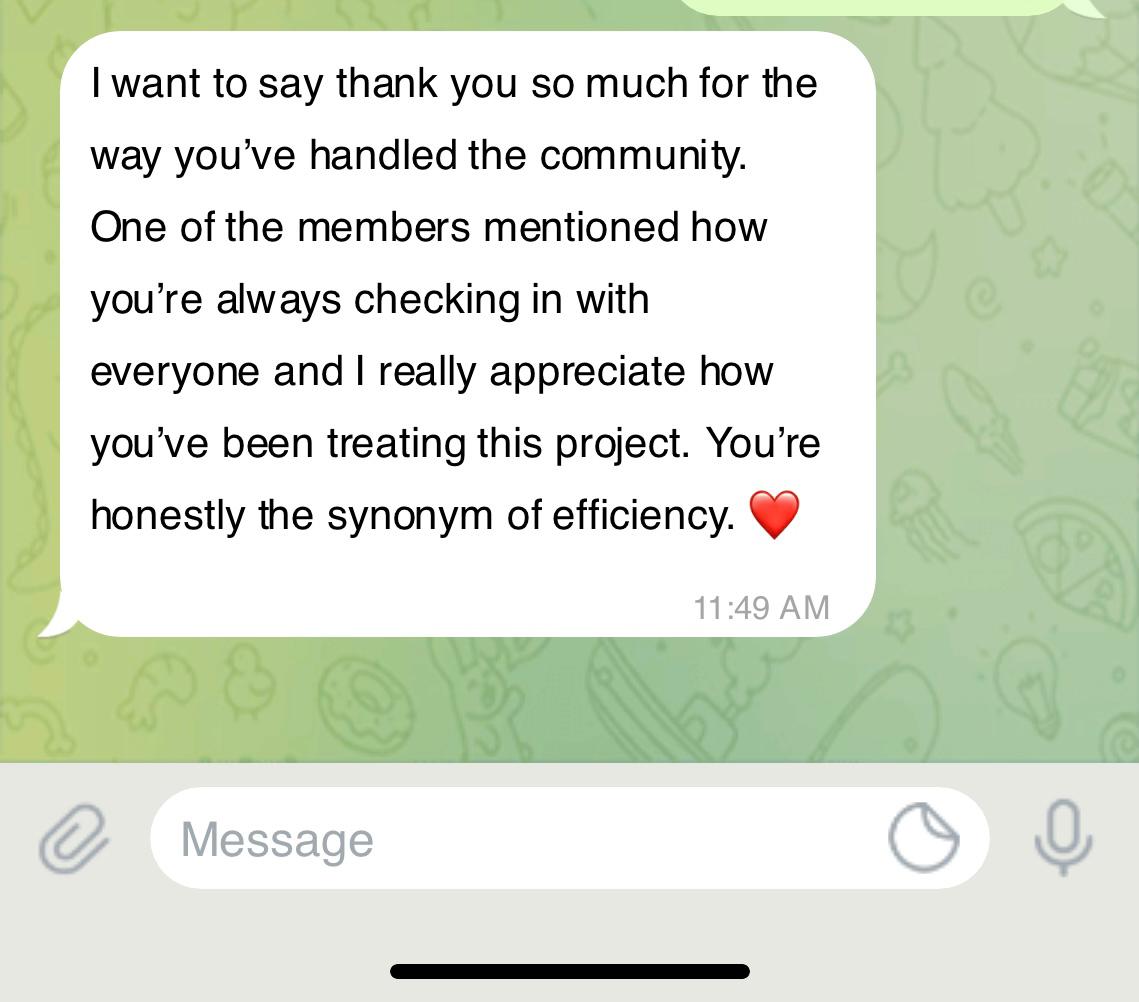 I want to say thank you so much for the
way you’ve handled the community.
One of the members mentioned how
you’re always checking in with
everyone and I really appreciate how
you’ve been treating this project. You’re
honestly the synonym of efficiency. ❤️
11:49 AM
Message